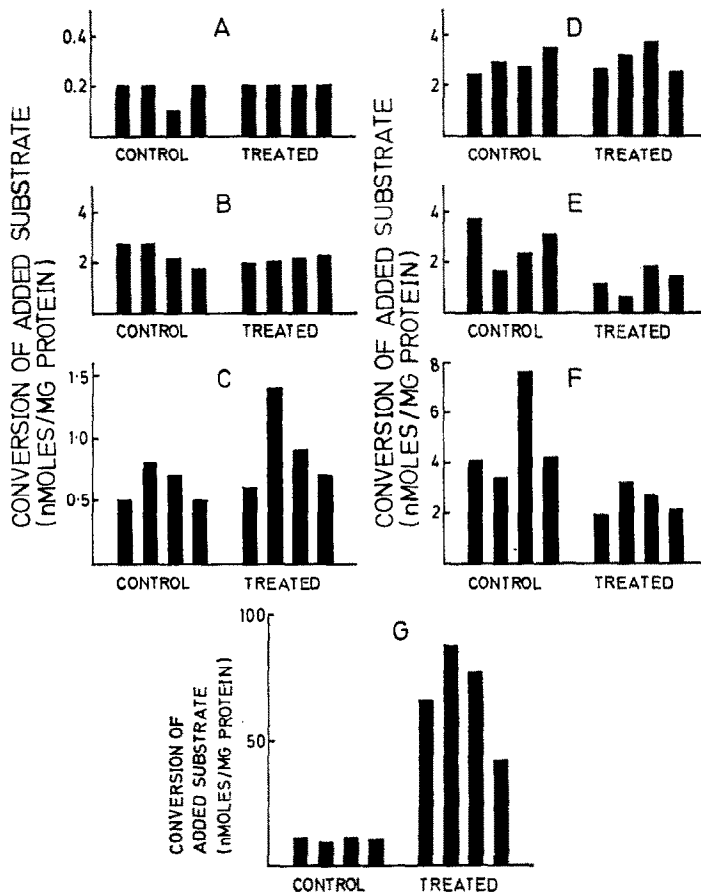 CONVERSION OF ADDED SUBSTRATE
(nMOLES/MG PROTEIN)
A
0.4
0.2
CONTROL TREATED
B
4
2
CONTROL TREATED
C
1·5
1.0
0·5
CONTROL TREATED
CONVERSION OF ADDED SUBSTRATE
(nMOLES/MG PROTEIN)
D
4
2
CONTROL TREATED
E
4
2
CONTROL TREATED
F
8
6
4
2
CONTROL TREATED
CONVERSION OF
ADDED SUBSTRATE
(nMOLES/MG PROTEIN)
G
100
50
CONTROL TREATED